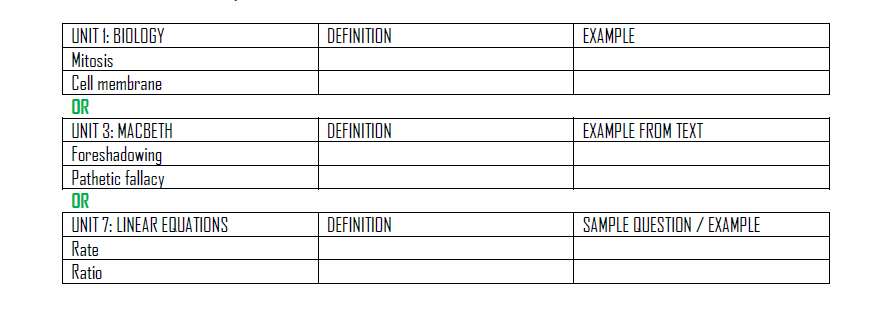 UNIT 1: BIOLOGY DEFINITION EXAMPLE
Mitosis
Cell membrane
OR
UNIT 3: MACBETH DEFINITION EXAMPLE FROM TEXT
Foreshadowing
Pathetic fallacy
OR
UNIT 7: LINEAR EQUATIONS DEFINITION SAMPLE QUESTION / EXAMPLE
Rate
Ratio